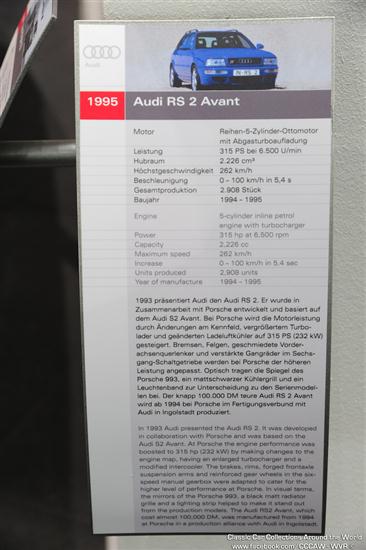 Audi
1995 Audi RS 2 Avant
IN-RS 2
Motor Reihen-5-Zylinder-Ottomotor
mit Abgasturboaufladung
Leistung 315 PS bei 6.500 U/min
Hubraum 2.226 cm³
Höchstgeschwindigkeit 262 km/h
Beschleunigung 0 – 100 km/h in 5,4 s
Gesamtproduktion 2.908 Stück
Baujahr 1994 – 1995
Engine 5-cylinder inline petrol
engine with turbocharger
Power 315 hp at 6,500 rpm
Capacity 2,226 cc
Maximum speed 262 km/h
Increase 0 – 100 km/h in 5.4 sec
Units produced 2,908 units
Year of manufacture 1994 – 1995
1993 präsentiert Audi den Audi RS 2. Er wurde in
Zusammenarbeit mit Porsche entwickelt und basiert auf
dem Audi S2 Avant. Bei Porsche wird die Motorleistung
durch Änderungen am Kennfeld, vergrößertem Turbo-
lader und geänderten Ladeluftkühler auf 315 PS (232 kW)
gesteigert. Bremsen, Felgen, geschmiedete Vorder-
achsenquerlenker und verstärkte Gangräder im Sechs-
gang-Schaltgetriebe werden bei Porsche der höheren
Leistung angepasst. Optisch tragen die Spiegel des
Porsche 993, ein mattschwarzer Kühlergrill und ein
Leuchtenband zur Unterscheidung zu den Serienmodel-
len bei. Der knapp 100.000 DM teure Audi RS 2 Avant
wird ab 1994 bei Porsche im Fertigungsverbund mit
Audi in Ingolstadt produziert.
In 1993 Audi presented the Audi RS 2. It was developed
in collaboration with Porsche and was based on the
Audi S2 Avant. At Porsche the engine performance was
boosted to 315 hp (232 kW) by making changes to the
engine map, having an enlarged turbocharger and a
modified intercooler. The brakes, rims, forged frontaxle
suspension arms and reinforced gear wheels in the six-
speed manual gearbox were adapted to cater for the
higher level of performance at Porsche. In visual terms,
the mirrors of the Porsche 993, a black matt radiator
grille and a lighting strip helped to make it stand out
from the production models. The Audi RS2 Avant, which
cost almost 100,000 DM, was manufactured from 1994
at Porsche in a production alliance with Audi in Ingolstadt.
Classic Car Collections Around the World
www.facebook.com/CCCAW_WVR